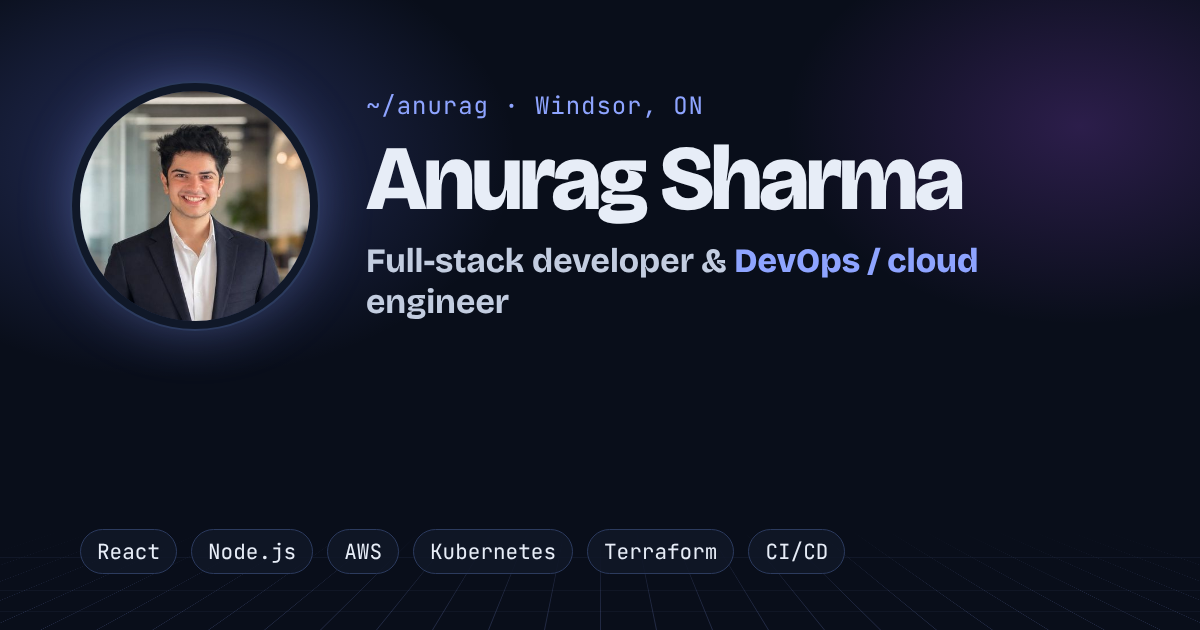 ~/anurag · Windsor, ON
Anurag Sharma
Full-stack developer & DevOps / cloud
engineer
React
Node.js
AWS
Kubernetes
Terraform
CI/CD